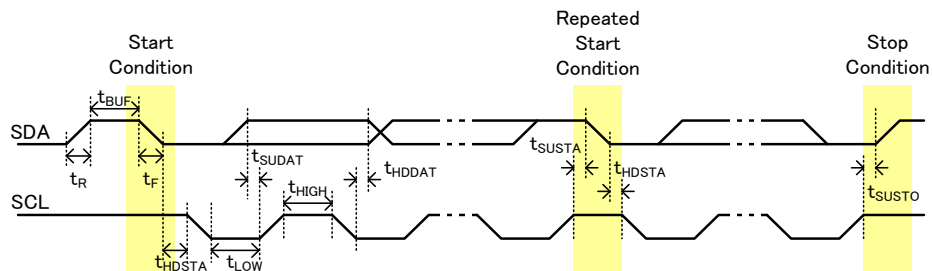 Start
Condition
Repeated
Start
Condition
Stop
Condition
tBUF
SDA
tR
tF
tSUDAT
tHDDAT
tSUSTA
tHDSTA
tSUSTO
SCL
tHIGH
tHDSTA
tLOW